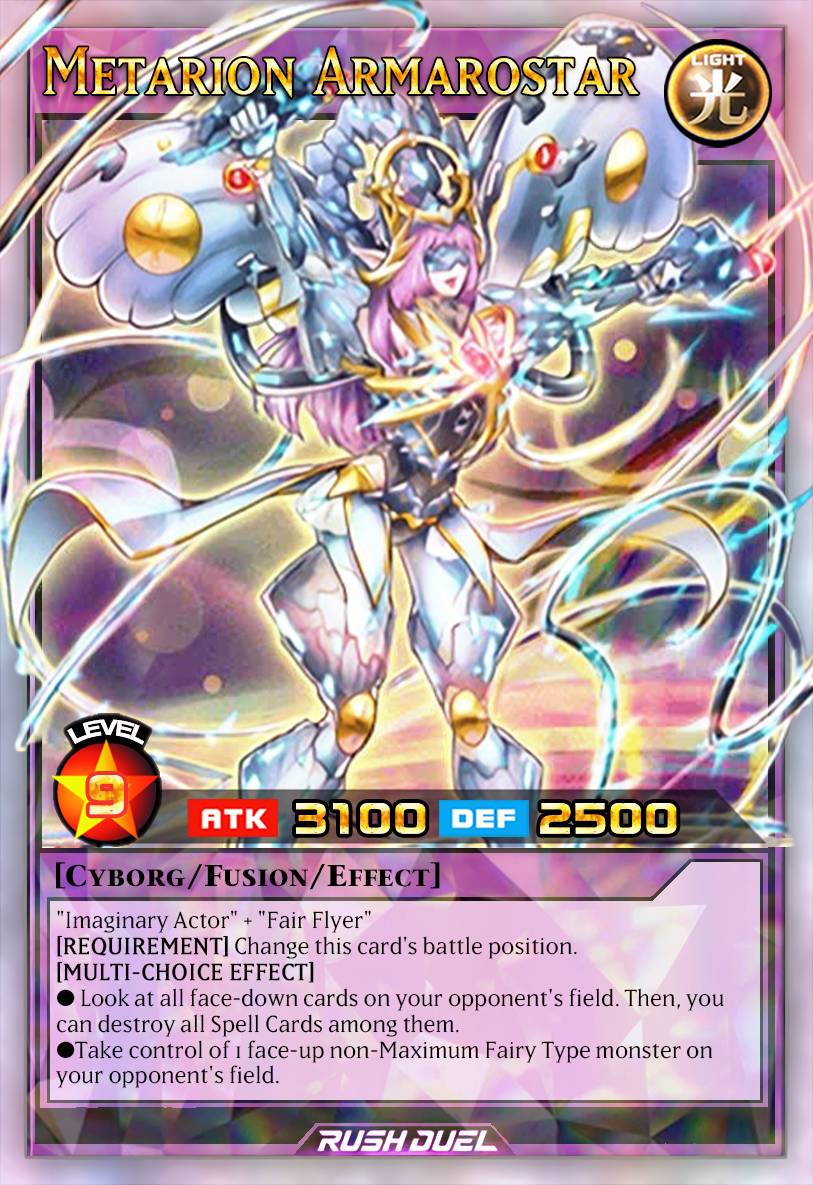 METARION ARMAROSTAR
LIGHT
光
LEVEL
9
ATK 3100 DEF 2500
[CYBORG/FUSION/EFFECT]
"Imaginary Actor" + "Fair Flyer"
[REQUIREMENT] Change this card's battle position.
[MULTI-CHOICE EFFECT]
● Look at all face-down cards on your opponent's field. Then, you
can destroy all Spell Cards among them.
●Take control of 1 face-up non-Maximum Fairy Type monster on
your opponent's field.
RUSH DUEL